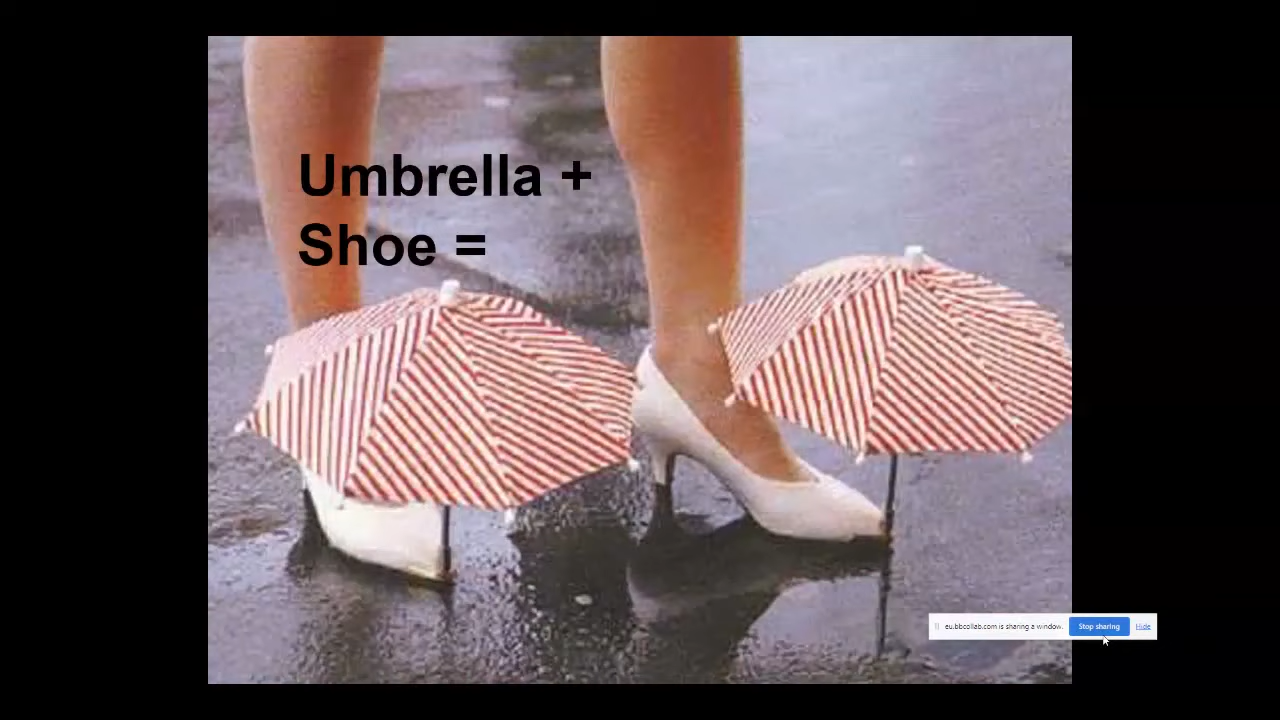 Umbrella +
Shoe =
eu.bbcollab.com is sharing a window.
Stop sharing
Hide